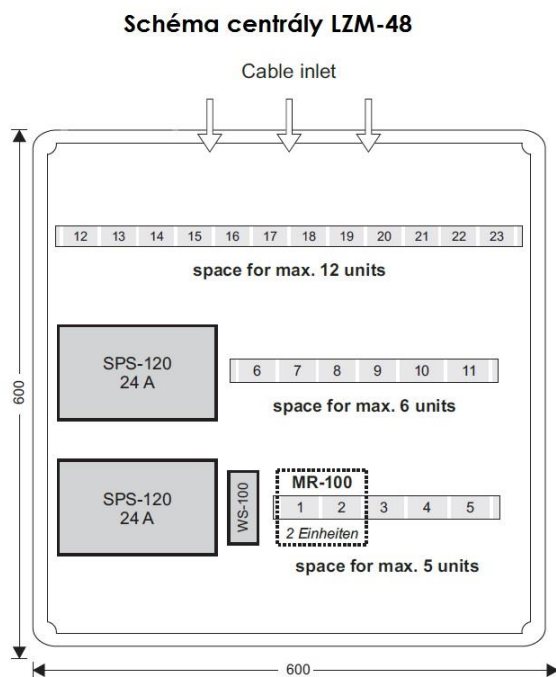 Schéma centrály LZM-48
Cable inlet
12 13 14 15 16 17 18 19 20 21 22 23
space for max. 12 units
SPS-120
24 A
6 7 8 9 10 11
space for max. 6 units
600
SPS-120
24 A
WS-100
MR-100
1 2 3 4 5
2 Einheiten
space for max. 5 units
600